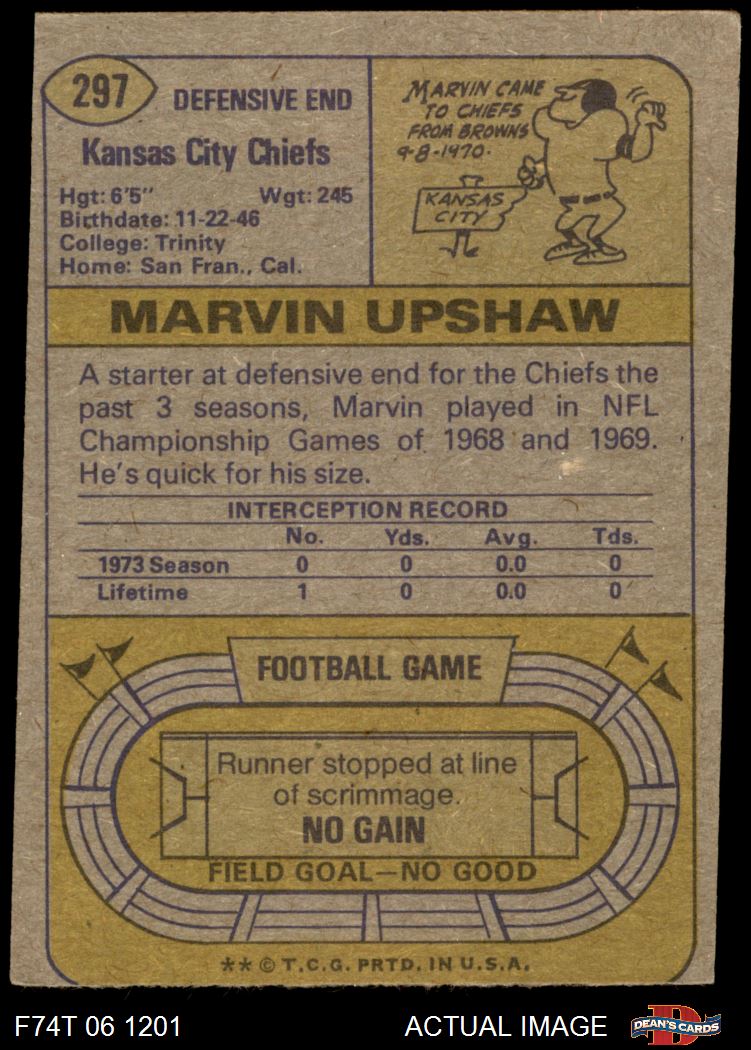 297
DEFENSIVE END
Kansas City Chiefs
Hgt: 6'5" Wgt: 245
Birthdate: 11-22-46
College: Trinity
Home: San Fran., Cal.
MARVIN CAME
TO CHIEFS
FROM BROWNS
9-8-1970.
KANSAS
CITY
MARVIN UPSHAW
A starter at defensive end for the Chiefs the
past 3 seasons, Marvin played in NFL
Championship Games of 1968 and 1969.
He's quick for his size.
INTERCEPTION RECORD
No. Yds. Avg. Tds.
1973 Season 0 0 0.0 0
Lifetime 1 0 0.0 0
FOOTBALL GAME
Runner stopped at line
of scrimmage.
NO GAIN
FIELD GOAL—NO GOOD
** © T.C.G. PRTD. IN U.S.A.
F74T 06 1201 ACTUAL IMAGE DEAN'S CARDS